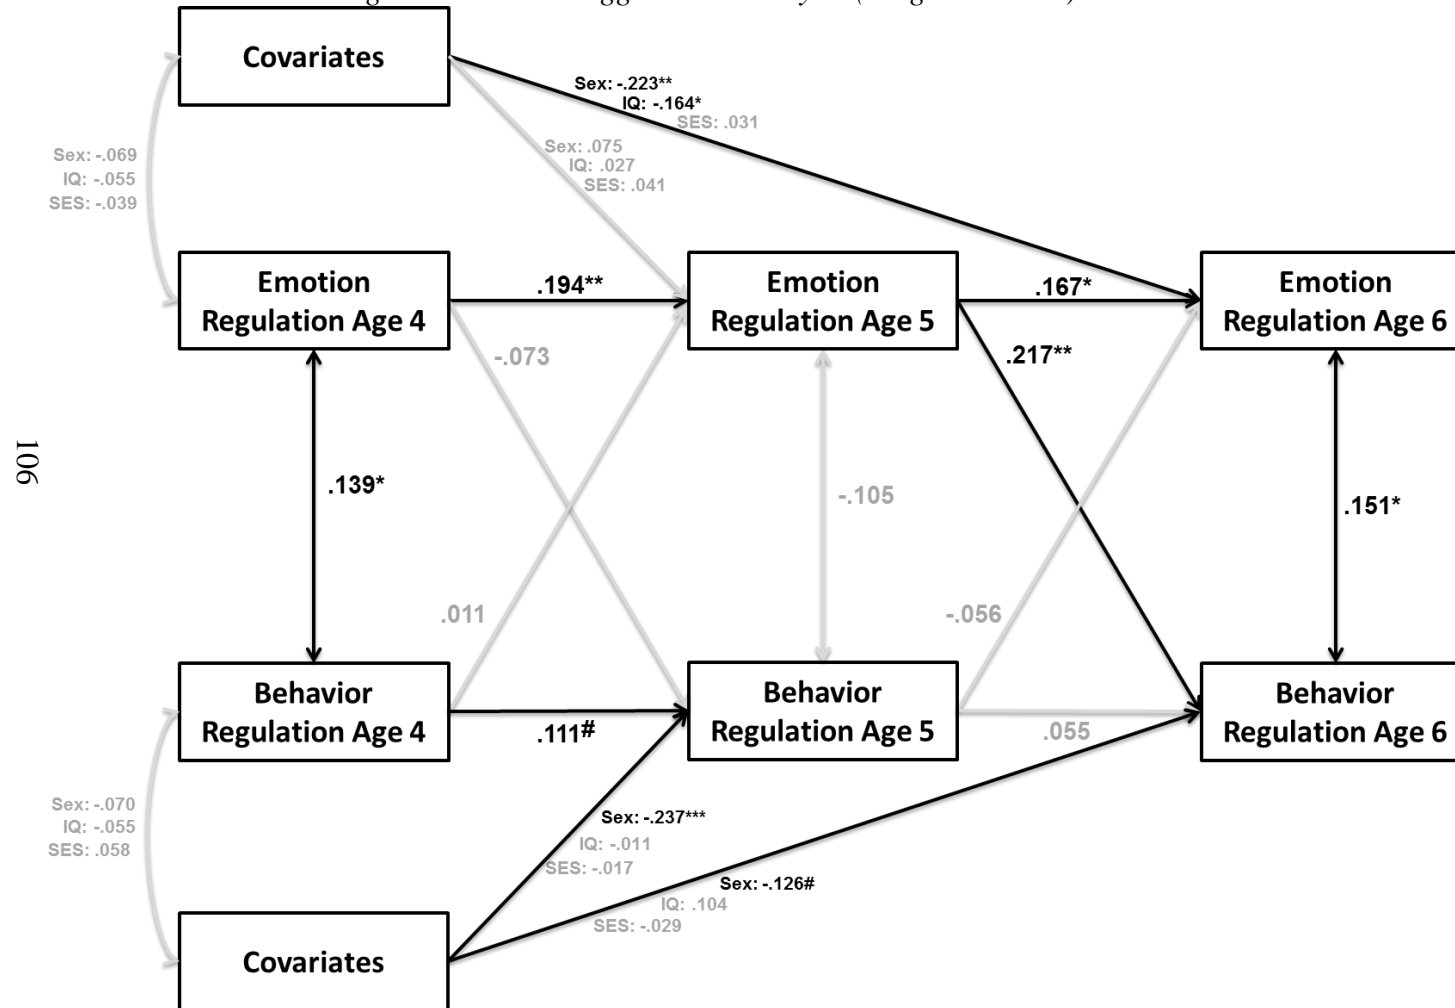 Covariates
Sex: -.223**
IQ: -.164*
SES: .031
Sex: .075
IQ: .027
SES: .041
Sex: -.069
IQ: -.055
SES: -.039
Emotion
Regulation Age 4
.194**
Emotion
Regulation Age 5
.167*
Emotion
Regulation Age 6
-.073
.217**
106
.139*
-.105
.151*
.011
-.056
Behavior
Regulation Age 4
.111#
Behavior
Regulation Age 5
.055
Behavior
Regulation Age 6
Sex: -.070
IQ: -.055
SES: .058
Sex: -.237***
IQ: -.011
SES: -.017
Sex: -.126#
IQ: .104
SES: -.029
Covariates